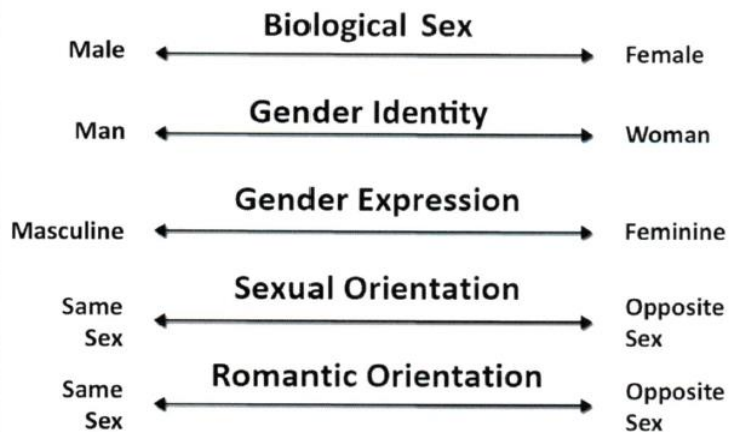 Biological Sex
Male Female
Gender Identity
Man Woman
Gender Expression
Masculine Feminine
Sexual Orientation
Same Opposite
Sex Sex
Romantic Orientation
Same Opposite
Sex Sex